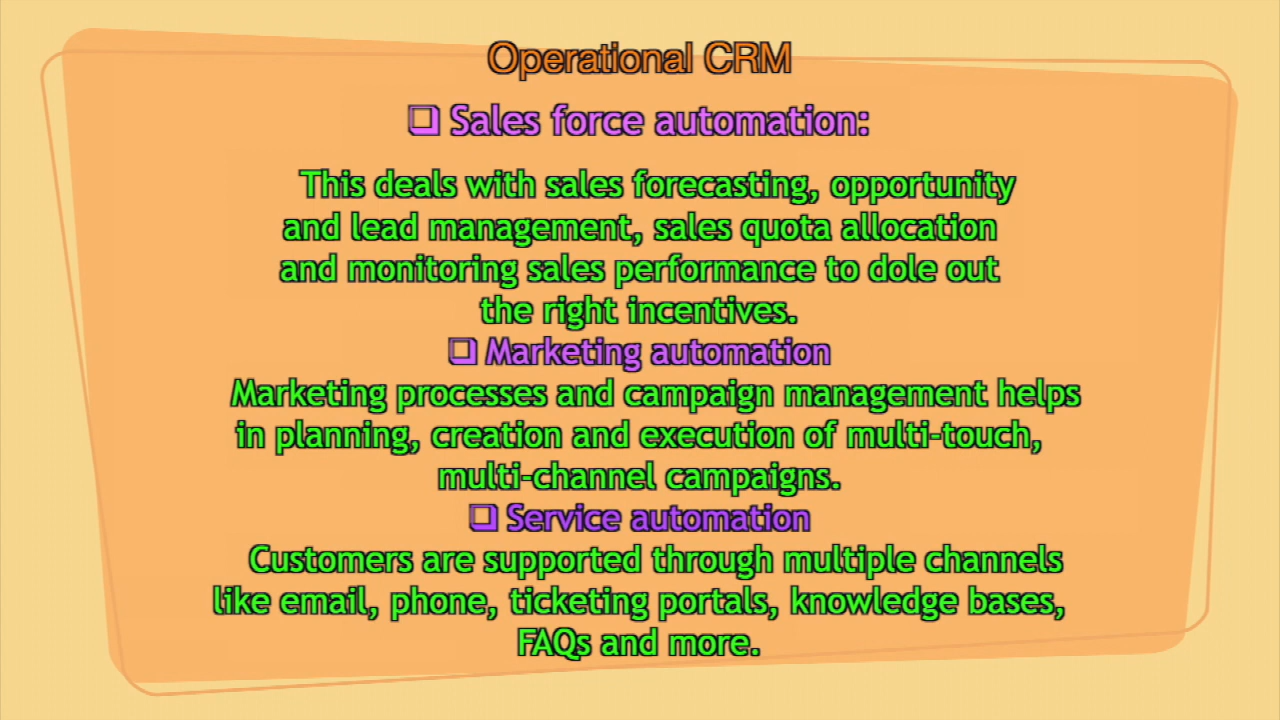 Operational CRM
❑ Sales force automation:
This deals with sales forecasting, opportunity
and lead management, sales quota allocation
and monitoring sales performance to dole out
the right incentives.
❑ Marketing automation
Marketing processes and campaign management helps
in planning, creation and execution of multi-touch,
multi-channel campaigns.
❑ Service automation
Customers are supported through multiple channels
like email, phone, ticketing portals, knowledge bases,
FAQs and more.